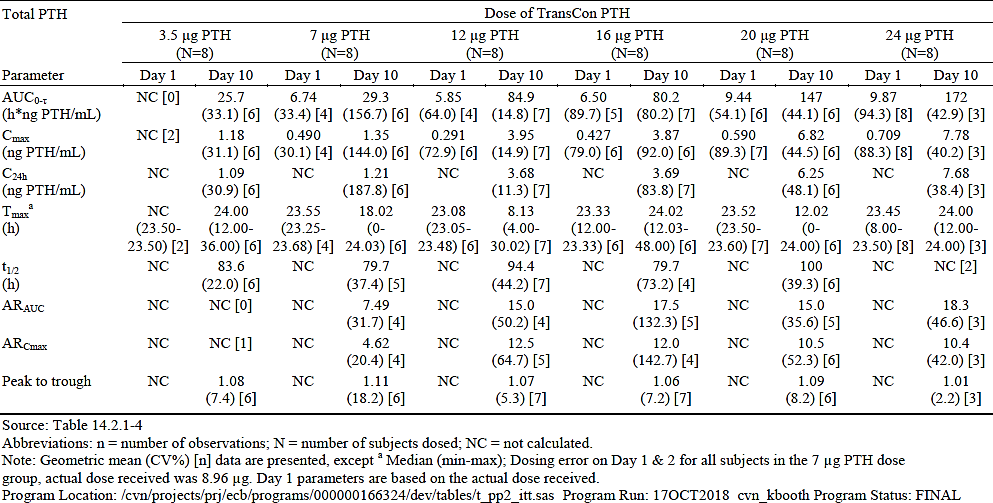 Total PTH Dose of TransCon PTH
3.5 µg PTH 7 µg PTH 12 µg PTH 16 µg PTH 20 µg PTH 24 µg PTH
(N=8) (N=8) (N=8) (N=8) (N=8) (N=8)
Parameter Day 1 Day 10 Day 1 Day 10 Day 1 Day 10 Day 1 Day 10 Day 1 Day 10 Day 1 Day 10
AUC0-τ NC [0] 25.7 6.74 29.3 5.85 84.9 6.50 80.2 9.44 147 9.87 172
(h*ng PTH/mL) (33.1) [6] (33.4) [4] (156.7) [6] (64.0) [4] (14.8) [7] (89.7) [5] (80.2) [7] (54.1) [6] (44.1) [6] (94.3) [8] (42.9) [3]
Cmax NC [2] 1.18 0.490 1.35 0.291 3.95 0.427 3.87 0.590 6.82 0.709 7.78
(ng PTH/mL) (31.1) [6] (30.1) [4] (144.0) [6] (72.9) [6] (14.9) [7] (79.0) [6] (92.0) [6] (89.3) [7] (44.5) [6] (88.3) [8] (40.2) [3]
C24h NC 1.09 NC 1.21 NC 3.68 NC 3.69 NC 6.25 NC 7.68
(ng PTH/mL) (30.9) [6] (187.8) [6] (11.3) [7] (83.8) [7] (48.1) [6] (38.4) [3]
Tmaxa NC 24.00 23.55 18.02 23.08 8.13 23.33 24.02 23.52 12.02 23.45 24.00
(h) (23.50- (12.00- (23.25- (0- (23.05- (4.00- (12.00- (12.03- (23.50- (0- (8.00- (12.00-
23.50) [2] 36.00) [6] 23.68) [4] 24.03) [6] 23.48) [6] 30.02) [7] 23.33) [6] 48.00) [6] 23.60) [7] 24.00) [6] 23.50) [8] 24.00) [3]
t1/2 NC 83.6 NC 79.7 NC 94.4 NC 79.7 NC 100 NC NC [2]
(h) (22.0) [6] (37.4) [5] (44.2) [7] (73.2) [4] (39.3) [6]
ARAUC NC NC [0] NC 7.49 NC 15.0 NC 17.5 NC 15.0 NC 18.3
(31.7) [4] (50.2) [4] (132.3) [5] (35.6) [5] (46.6) [3]
ARCmax NC NC [1] NC 4.62 NC 12.5 NC 12.0 NC 10.5 NC 10.4
(20.4) [4] (64.7) [5] (142.7) [4] (52.3) [6] (42.0) [3]
Peak to trough NC 1.08 NC 1.11 NC 1.07 NC 1.06 NC 1.09 NC 1.01
(7.4) [6] (18.2) [6] (5.3) [7] (7.2) [7] (8.2) [6] (2.2) [3]
Source: Table 14.2.1-4
Abbreviations: n = number of observations; N = number of subjects dosed; NC = not calculated.
Note: Geometric mean (CV%) [n] data are presented, except a Median (min-max); Dosing error on Day 1 & 2 for all subjects in the 7 µg PTH dose
group, actual dose received was 8.96 µg. Day 1 parameters are based on the actual dose received.
Program Location: /cvn/projects/prj/ecb/programs/000000166324/dev/tables/t_pp2_itt.sas Program Run: 17OCT2018 cvn_kbooth Program Status: FINAL